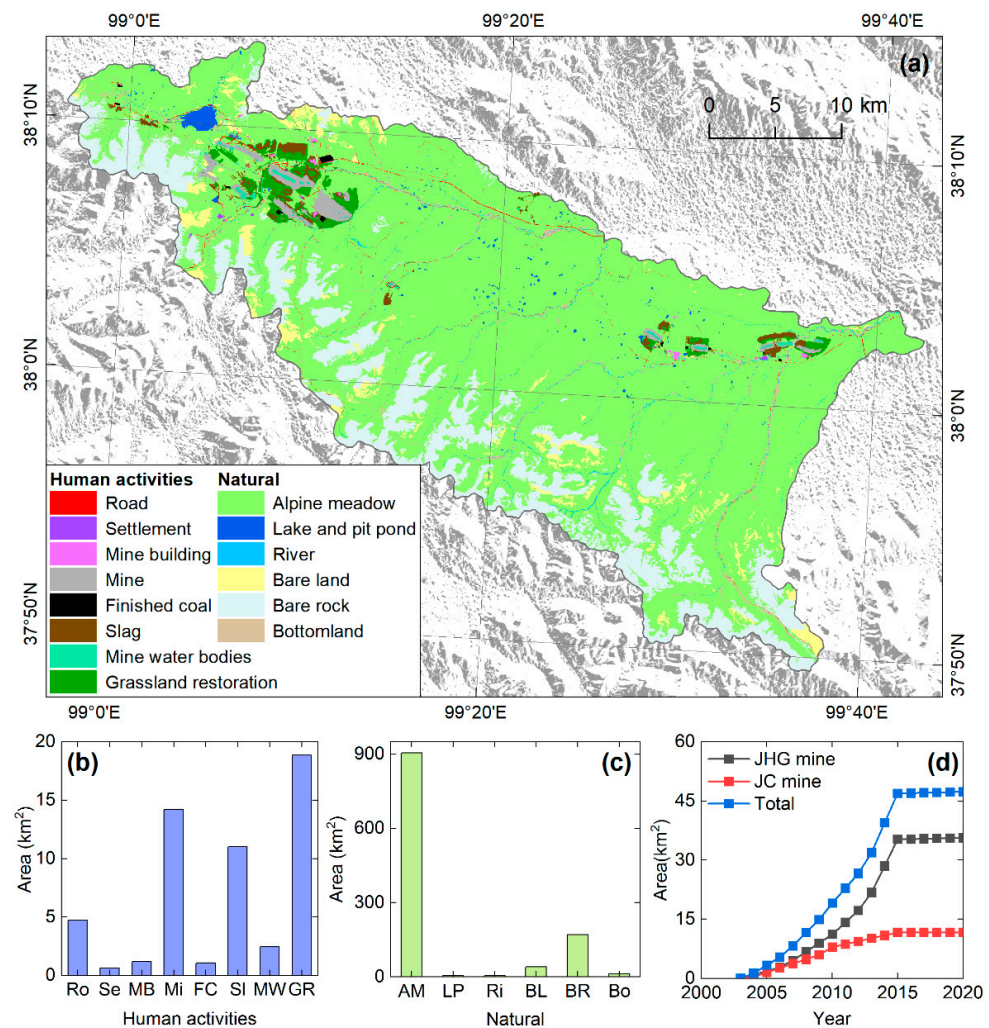 99°0'E 99°20'E 99°40'E
(a)
0 5 10 km
38°10'N 38°10'N
38°0'N 38°0'N
37°50'N 37°50'N
Human activities Natural
Road Alpine meadow
Settlement Lake and pit pond
Mine building River
Mine Bare land
Finished coal Bare rock
Slag Bottomland
Mine water bodies
Grassland restoration
99°0'E 99°20'E 99°40'E
(b)
20
15
10
5
0
Area (km²)
Ro Se MB Mi FC Sl MW GR
Human activities
(c)
900
600
300
0
Area (km²)
AM LP Ri BL BR Bo
Natural
(d)
JHG mine
JC mine
Total
60
45
30
15
0
Area(km²)
2000 2005 2010 2015 2020
Year